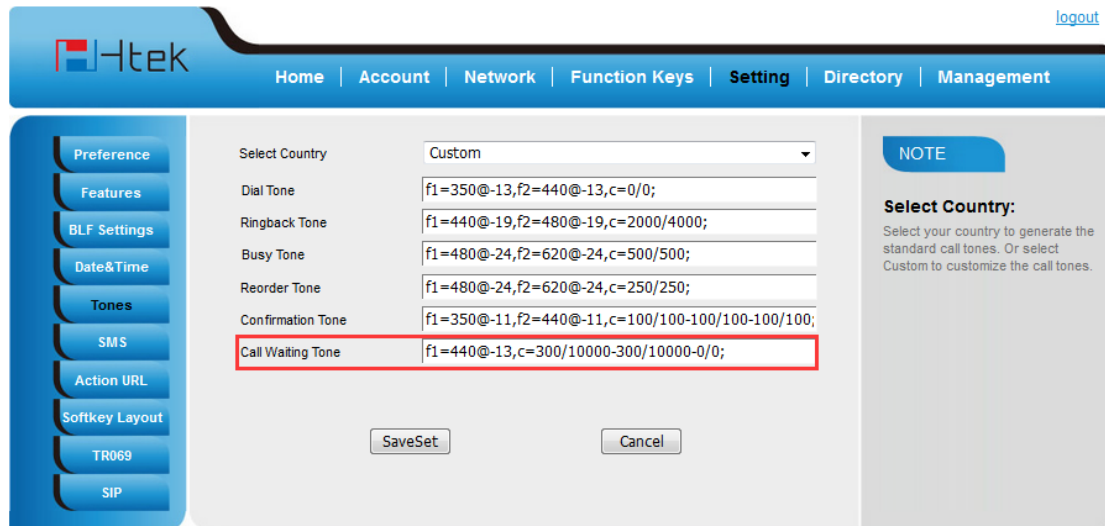 logout
Htek
Home | Account | Network | Function Keys | Setting | Directory | Management
Preference
Features
BLF Settings
Date&Time
Tones
SMS
Action URL
Softkey Layout
TR069
SIP
Select Country Custom
Dial Tone f1=350@-13,f2=440@-13,c=0/0;
Ringback Tone f1=440@-19,f2=480@-19,c=2000/4000;
Busy Tone f1=480@-24,f2=620@-24,c=500/500;
Reorder Tone f1=480@-24,f2=620@-24,c=250/250;
Confirmation Tone f1=350@-11,f2=440@-11,c=100/100-100/100-100/100;
Call Waiting Tone f1=440@-13,c=300/10000-300/10000-0/0;
SaveSet Cancel
NOTE
Select Country:
Select your country to generate the
standard call tones. Or select
Custom to customize the call tones.